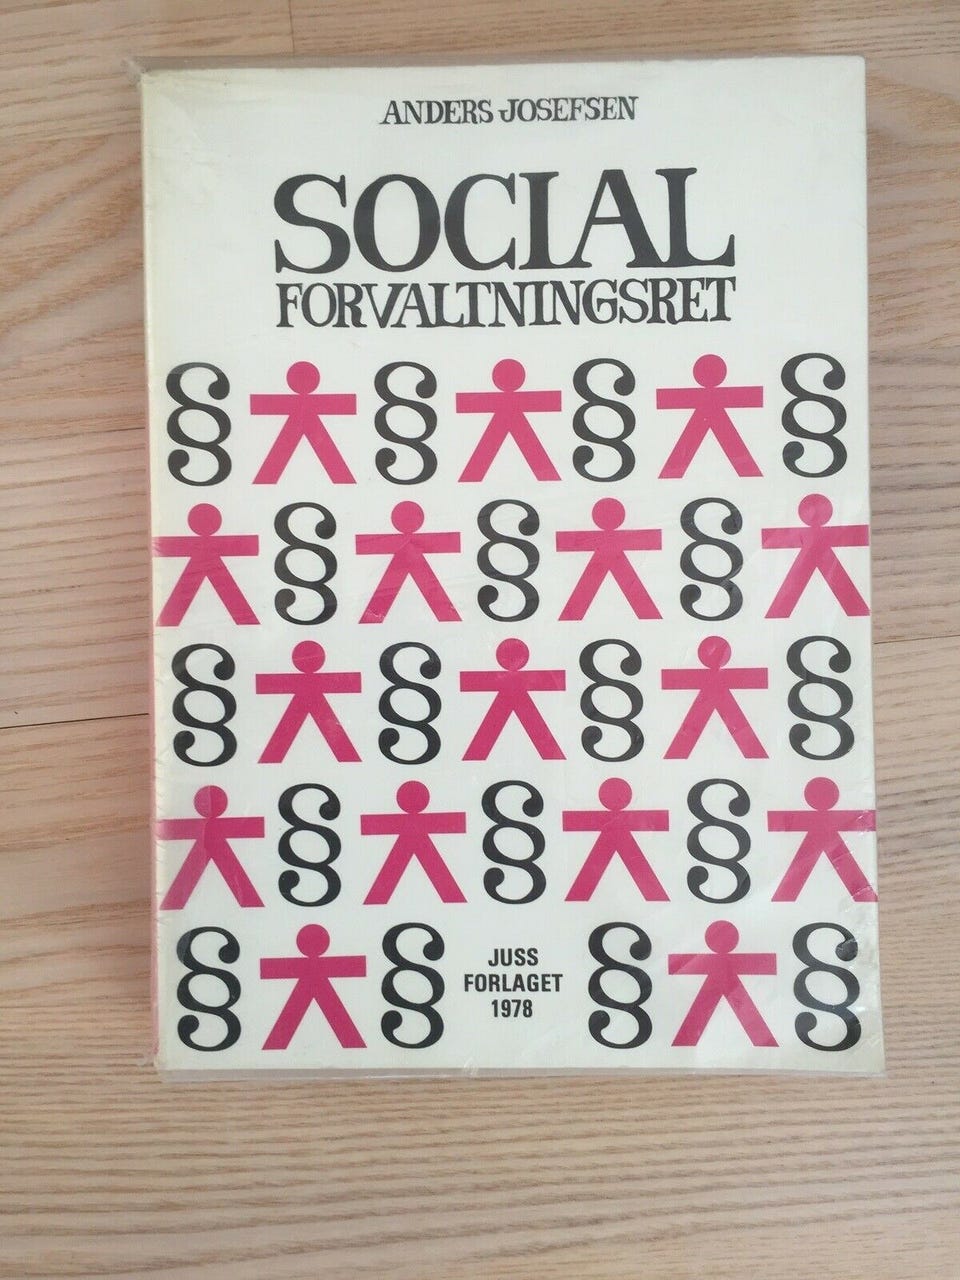 ANDERS JOSEFSEN
SOCIAL
FORVALTNINGSRET
§ § § §
§ § §
§ § § §
§ § §
§ § § §
JUSS
FORLAGET
1978